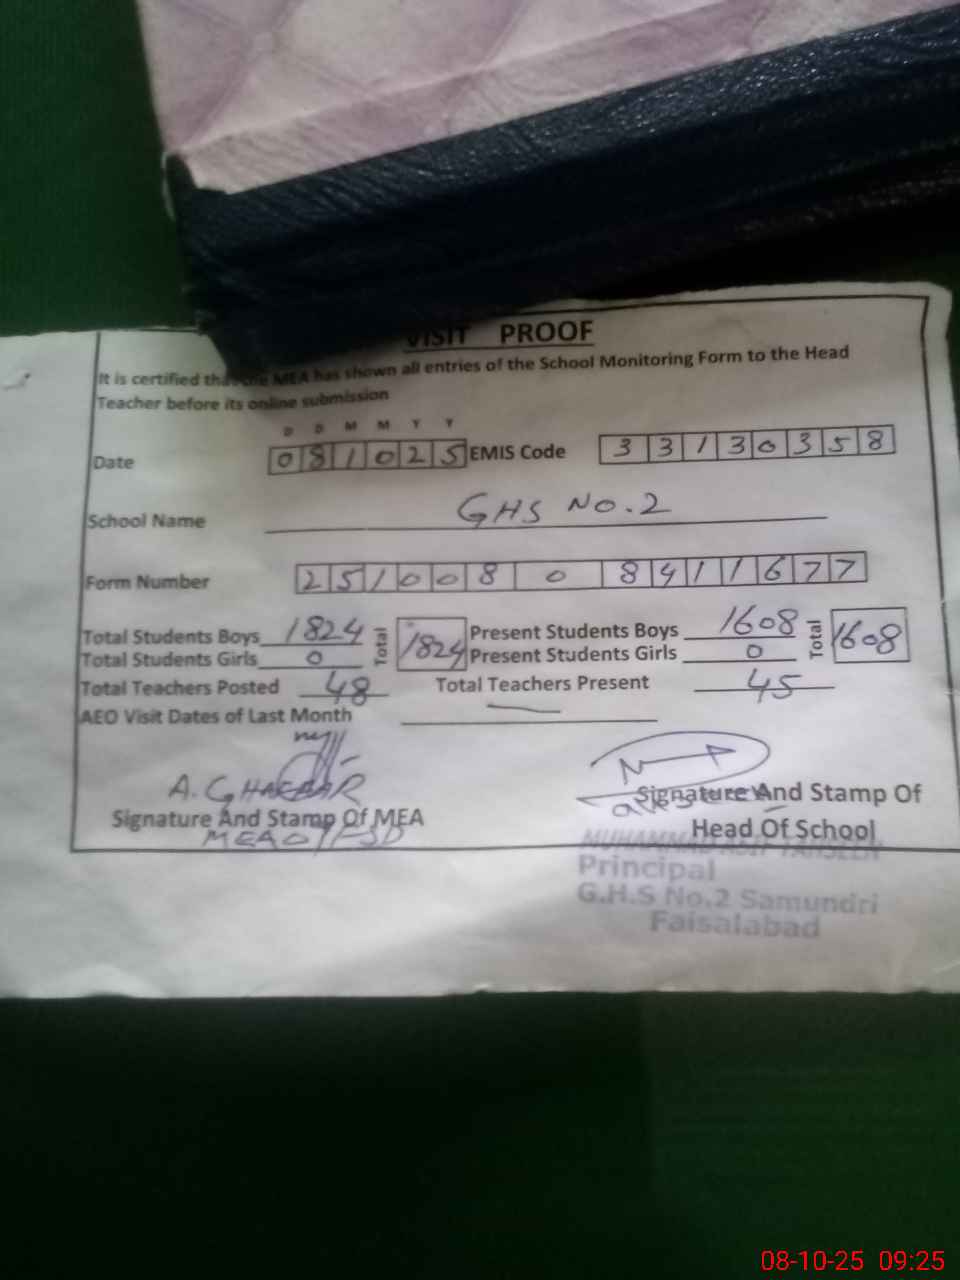 VISIT PROOF
It is certified that the MEA has shown all entries of the School Monitoring Form to the Head
Teacher before its online submission
D D M M Y Y
Date 0 8 1 0 2 5 EMIS Code 3 3 1 3 0 3 5 8
School Name GHS No. 2
Form Number 2 5 1 0 0 8 0 8 4 1 1 6 7 7
Total Students Boys 1824 Total 1824 Present Students Boys 1608 Total 1608
Total Students Girls 0 Present Students Girls 0
Total Teachers Posted 48 Total Teachers Present 45
AEO Visit Dates of Last Month —
A. GHAFFAR
Signature And Stamp Of MEA Signature And Stamp Of
Head Of School
Principal
G.H.S No.2 Samundri
Faisalabad
08-10-25 09:25